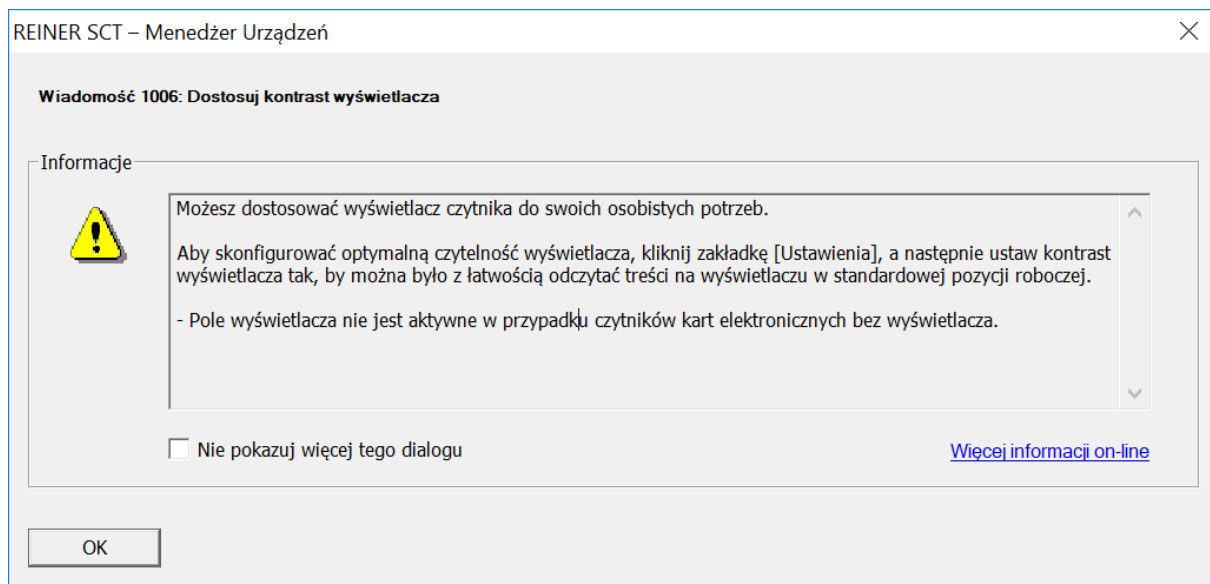 REINER SCT – Menedżer Urządzeń
Wiadomość 1006: Dostosuj kontrast wyświetlacza
Informacje
Możesz dostosować wyświetlacz czytnika do swoich osobistych potrzeb.
Aby skonfigurować optymalną czytelność wyświetlacza, kliknij zakładkę [Ustawienia], a następnie ustaw kontrast
wyświetlacza tak, by można było z łatwością odczytać treści na wyświetlaczu w standardowej pozycji roboczej.
- Pole wyświetlacza nie jest aktywne w przypadku czytników kart elektronicznych bez wyświetlacza.
Nie pokazuj więcej tego dialogu
Więcej informacji on-line
OK